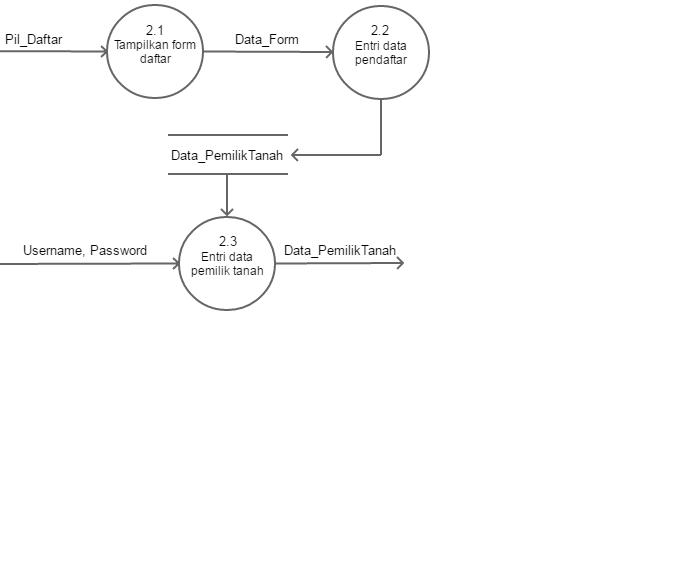 Pil_Daftar
2.1
Tampilkan form
daftar
Data_Form
2.2
Entri data
pendaftar
Data_PemilikTanah
Username, Password
2.3
Entri data
pemilik tanah
Data_PemilikTanah